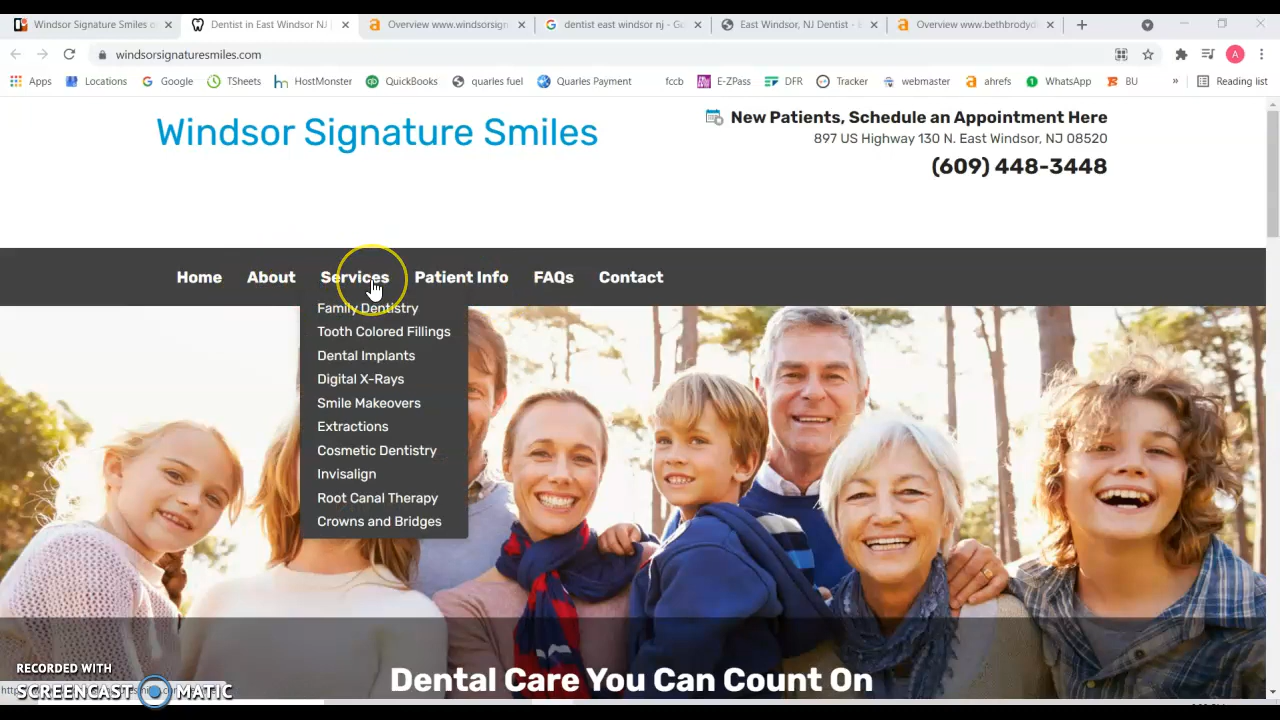 Windsor Signature Smiles o
Dentist in East Windsor NJ |
Overview www.windsorsign
dentist east windsor nj - Go
East Windsor, NJ Dentist -
Overview www.bethbrodyd
windsorsignaturesmiles.com
A
Apps
Locations
Google
TSheets
HostMonster
QuickBooks
quarles fuel
Quarles Payment
fccb
E-ZPass
DFR
Tracker
webmaster
ahrefs
WhatsApp
BU
»
Reading list
Windsor Signature Smiles
New Patients, Schedule an Appointment Here
897 US Highway 130 N. East Windsor, NJ 08520
(609) 448-3448
Home
About
Services
Patient Info
FAQs
Contact
Family Dentistry
Tooth Colored Fillings
Dental Implants
Digital X-Rays
Smile Makeovers
Extractions
Cosmetic Dentistry
Invisalign
Root Canal Therapy
Crowns and Bridges
Dental Care You Can Count On
RECORDED WITH
SCREENCAST MATIC